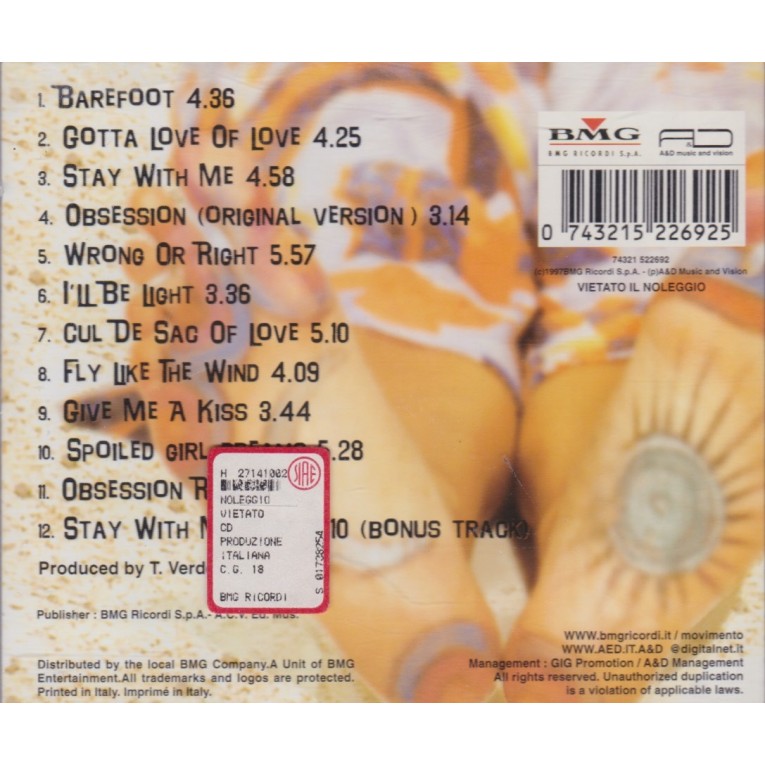 1. BAREFOOT 4.36
2. GOTTA LOVE OF LOVE 4.25
3. STAY WITH ME 4.58
4. OBSESSION (ORIGINAL VERSION) 3.14
5. WRONG OR RIGHT 5.57
6. I'LL BE LIGHT 3.36
7. CUL DE SAC OF LOVE 5.10
8. FLY LIKE THE WIND 4.09
9. GIVE ME A KISS 3.44
10. SPOILED GIRL 5.28
11. OBSESSION
12. STAY WITH 10 (BONUS TRACK)
Produced by T.
Publisher : BMG Ricordi S.p.A.- A.C.V. Ed. Mus.
Distributed by the local BMG Company.A Unit of BMG
Entertainment.All trademarks and logos are protected.
Printed in Italy. Imprimé in Italy.
H 27141002
SIAE
NOLEGGIO
VIETATO
CD
PRODUZIONE
ITALIANA
C.G. 18
BMG RICORDI
S 01738254
BMG
BMG RICORDI S.p.A.
A&D
A&D music and vision
0 743215 226925
74321 522692
(c)1997BMG Ricordi S.p.A. - (p)A&D Music and Vision
VIETATO IL NOLEGGIO
WWW.bmgricordi.it / movimento
WWW.AED.IT.A&D @digitalnet.it
Management : GIG Promotion / A&D Management
All rights reserved. Unauthorized duplication
is a violation of applicable laws.